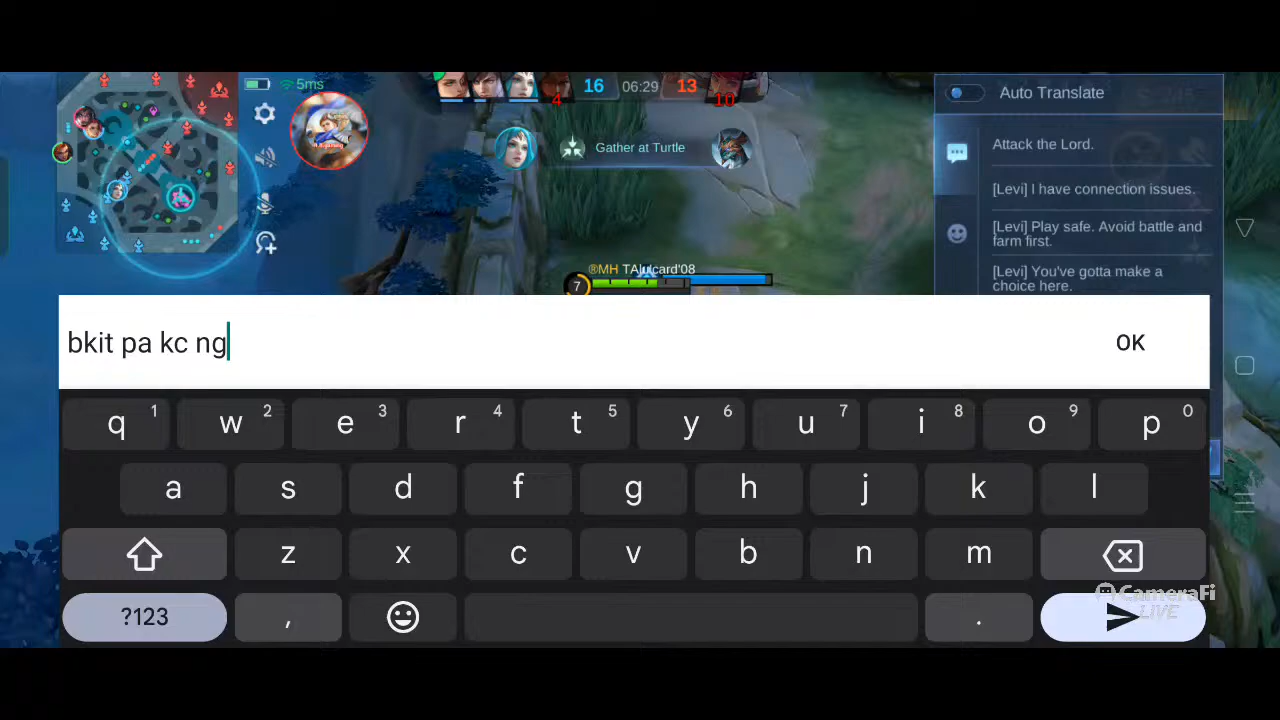 5ms
16 06:29 13
4
10
Gather at Turtle
Auto Translate
Attack the Lord.
[Levi] I have connection issues.
[Levi] Play safe. Avoid battle and
farm first.
[Levi] You've gotta make a
choice here.
®MH TAlucard'08
7
bkit pa kc ng
OK
q 1 w 2 e 3 r 4 t 5 y 6 u 7 i 8 o 9 p 0
a s d f g h j k l
z x c v b n m
CameraFi
LIVE
?123 , .